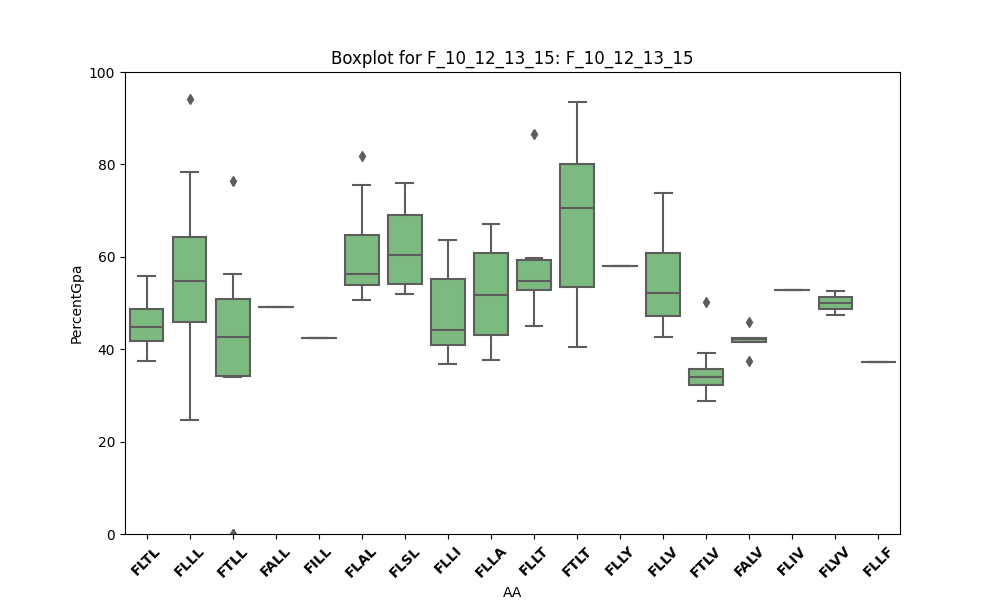 Boxplot for F_10_12_13_15: F_10_12_13_15
PercentGpa
100
80
60
40
20
0
FLTL FLLL FTLL FALL FILL FLAL FLSL FLLI FLLA FLLT FTLT FLLY FLLV FTLV FALV FLIV FLVV FLLF
AA